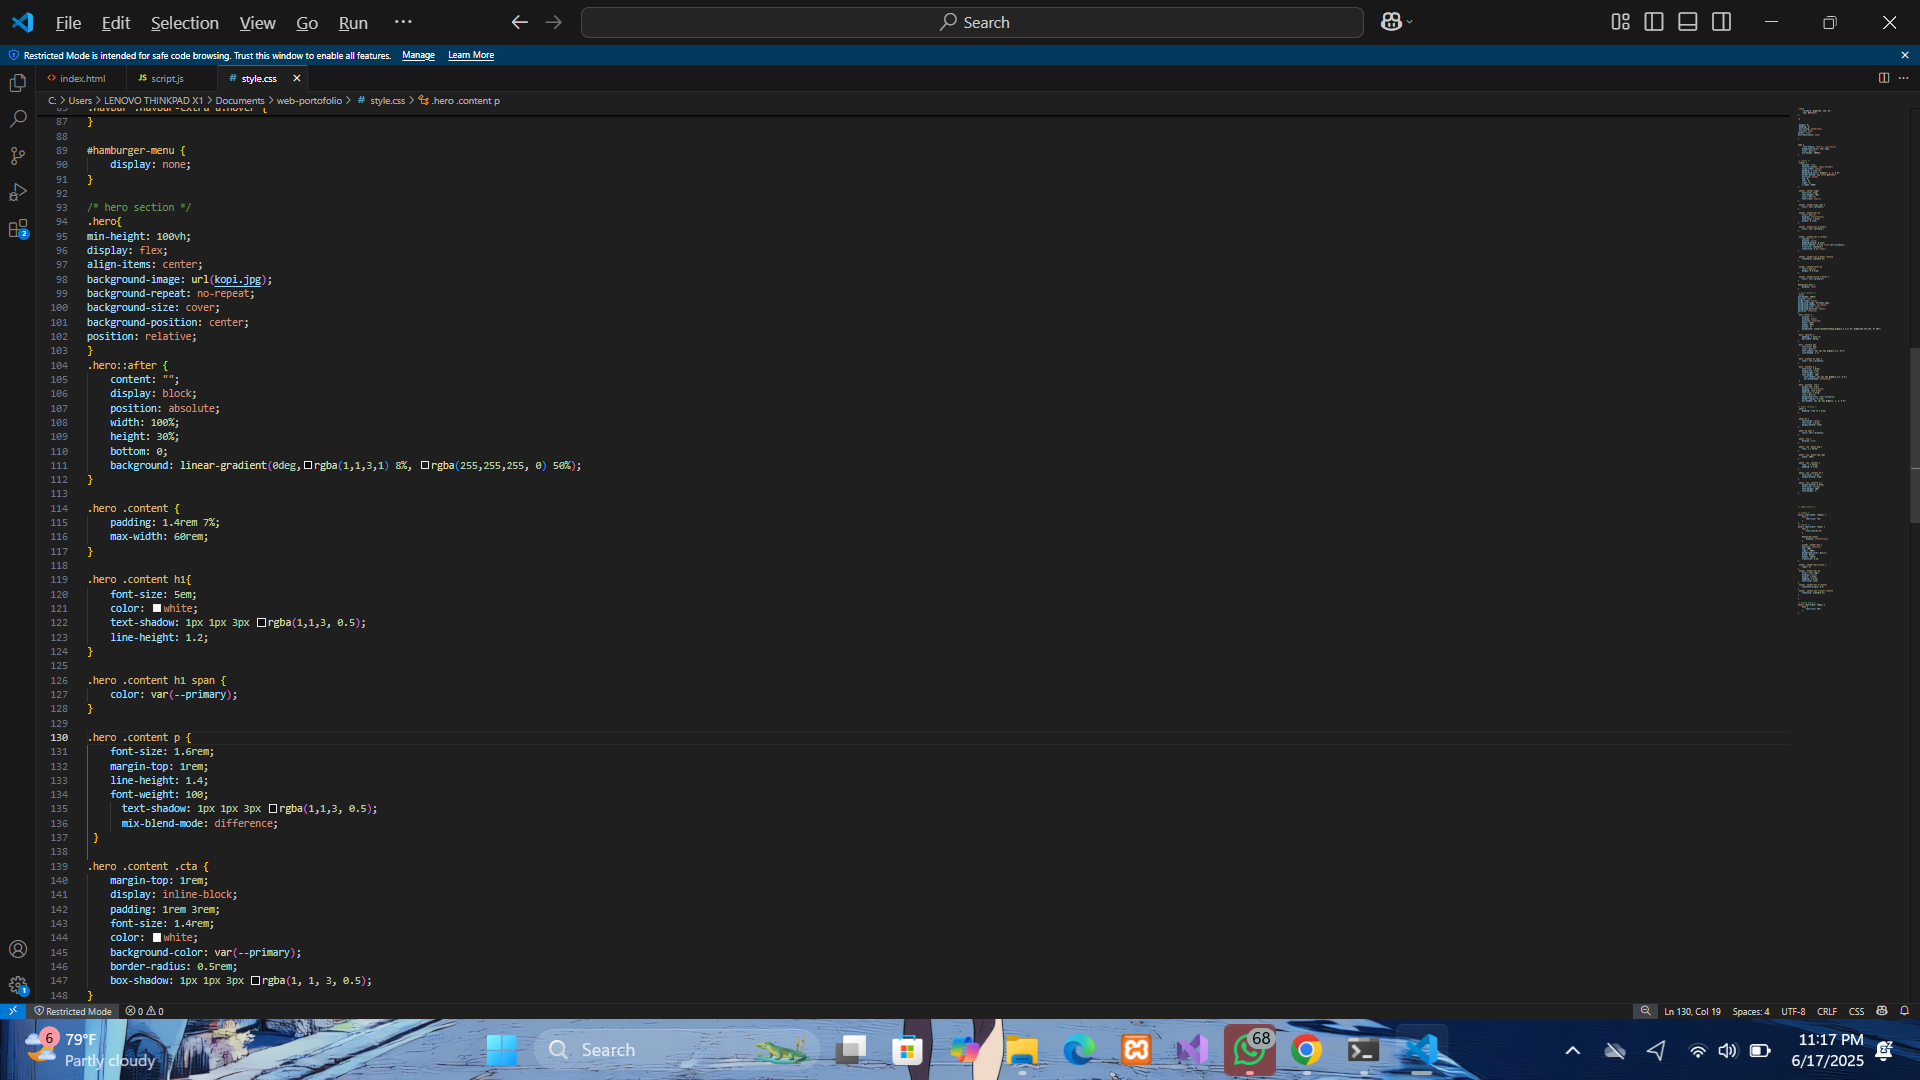 File Edit Selection View Go Run ···
Search
Restricted Mode is intended for safe code browsing. Trust this window to enable all features. Manage Learn More
index.html JS script.js # style.css
C: > Users > LENOVO THINKPAD X1 > Documents > web-portofolio > # style.css > .hero .content p
86 .navbar .navbar-extra a:hover {
87 }
88
89 #hamburger-menu {
90 display: none;
91 }
92
93 /* hero section */
94 .hero{
95 min-height: 100vh;
96 display: flex;
97 align-items: center;
98 background-image: url(kopi.jpg);
99 background-repeat: no-repeat;
100 background-size: cover;
101 background-position: center;
102 position: relative;
103 }
104 .hero::after {
105 content: "";
106 display: block;
107 position: absolute;
108 width: 100%;
109 height: 30%;
110 bottom: 0;
111 background: linear-gradient(0deg,rgba(1,1,3,1) 8%, rgba(255,255,255, 0) 50%);
112 }
113
114 .hero .content {
115 padding: 1.4rem 7%;
116 max-width: 60rem;
117 }
118
119 .hero .content h1{
120 font-size: 5em;
121 color: white;
122 text-shadow: 1px 1px 3px rgba(1,1,3, 0.5);
123 line-height: 1.2;
124 }
125
126 .hero .content h1 span {
127 color: var(--primary);
128 }
129
130 .hero .content p {
131 font-size: 1.6rem;
132 margin-top: 1rem;
133 line-height: 1.4;
134 font-weight: 100;
135 text-shadow: 1px 1px 3px rgba(1,1,3, 0.5);
136 mix-blend-mode: difference;
137 }
138
139 .hero .content .cta {
140 margin-top: 1rem;
141 display: inline-block;
142 padding: 1rem 3rem;
143 font-size: 1.4rem;
144 color: white;
145 background-color: var(--primary);
146 border-radius: 0.5rem;
147 box-shadow: 1px 1px 3px rgba(1, 1, 3, 0.5);
148 }
2
1
Restricted Mode 0 0 Ln 130, Col 19 Spaces: 4 UTF-8 CRLF CSS
6 79°F
Partly cloudy
Search
68
11:17 PM
6/17/2025